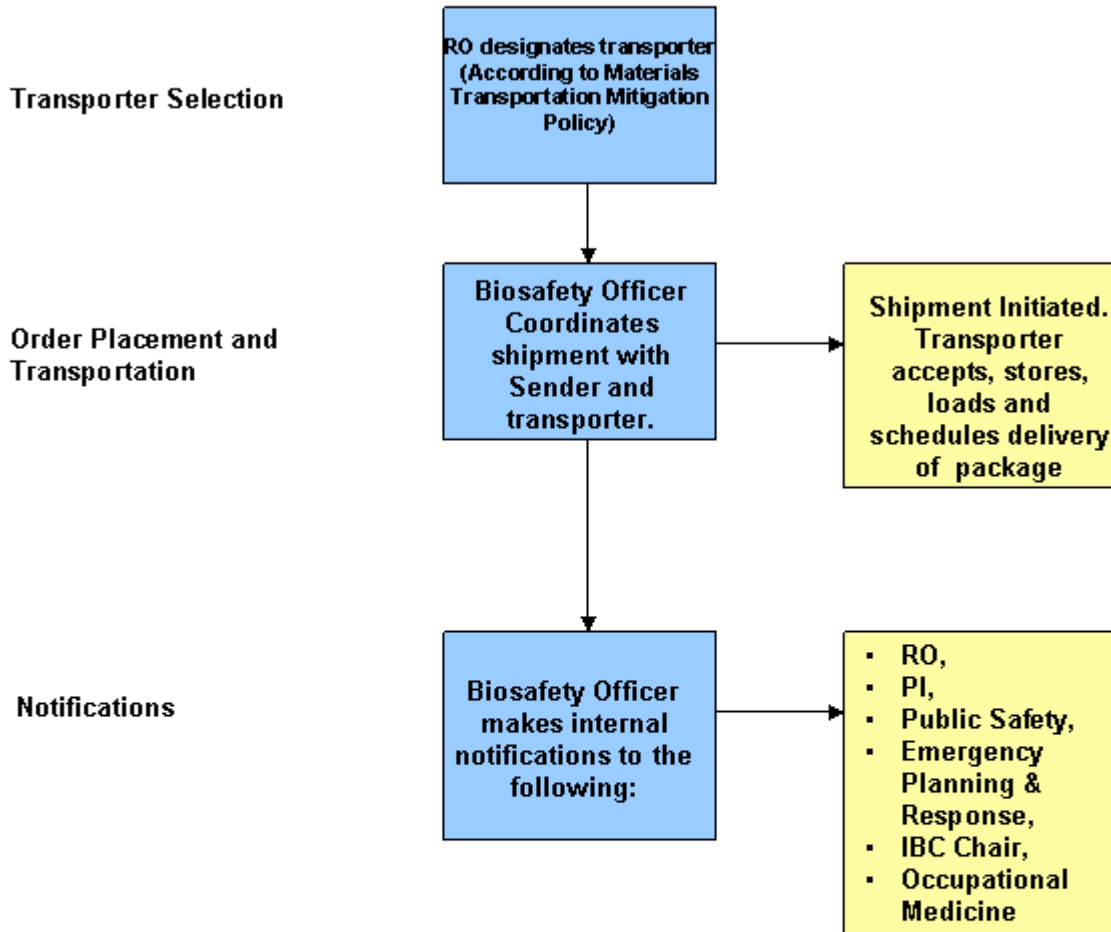 Transporter Selection
RO designates transporter
(According to Materials
Transportation Mitigation
Policy)
Order Placement and
Transportation
Biosafety Officer
Coordinates
shipment with
Sender and
transporter.
Shipment Initiated.
Transporter
accepts, stores,
loads and
schedules delivery
of package
Notifications
Biosafety Officer
makes internal
notifications to the
following:
▪ RO,
▪ PI,
▪ Public Safety,
▪ Emergency
Planning &
Response,
▪ IBC Chair,
▪ Occupational
Medicine